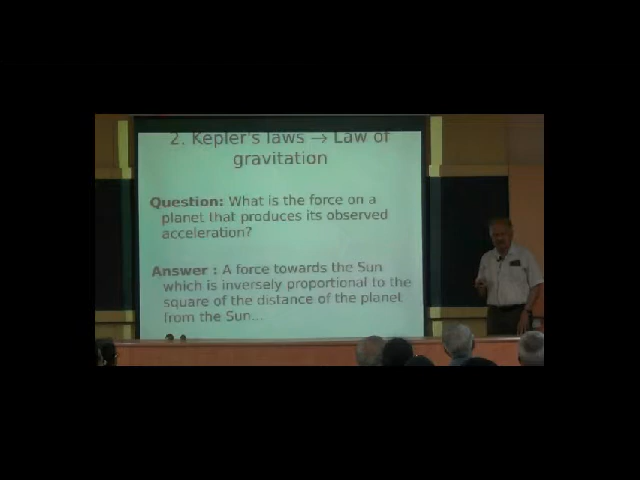 2. Kepler's laws → Law of
gravitation
Question: What is the force on a
planet that produces its observed
acceleration?
Answer : A force towards the Sun
which is inversely proportional to the
square of the distance of the planet
from the Sun...